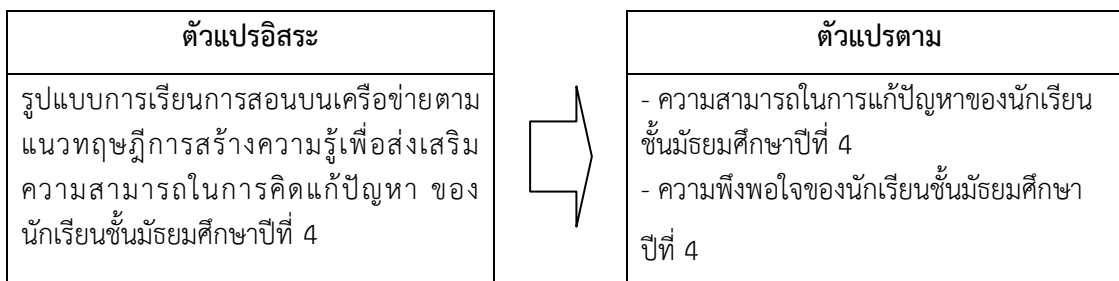 ตัวแปรอิสระ
รูปแบบการเรียนการสอนบนเครือข่ายตาม
แนวทฤษฎีการสร้างความรู้เพื่อส่งเสริม
ความสามารถในการคิดแก้ปัญหา ของ
นักเรียนชั้นมัธยมศึกษาปีที่ 4
ตัวแปรตาม
- ความสามารถในการแก้ปัญหาของนักเรียน
ชั้นมัธยมศึกษาปีที่ 4
- ความพึงพอใจของนักเรียนชั้นมัธยมศึกษา
ปีที่ 4